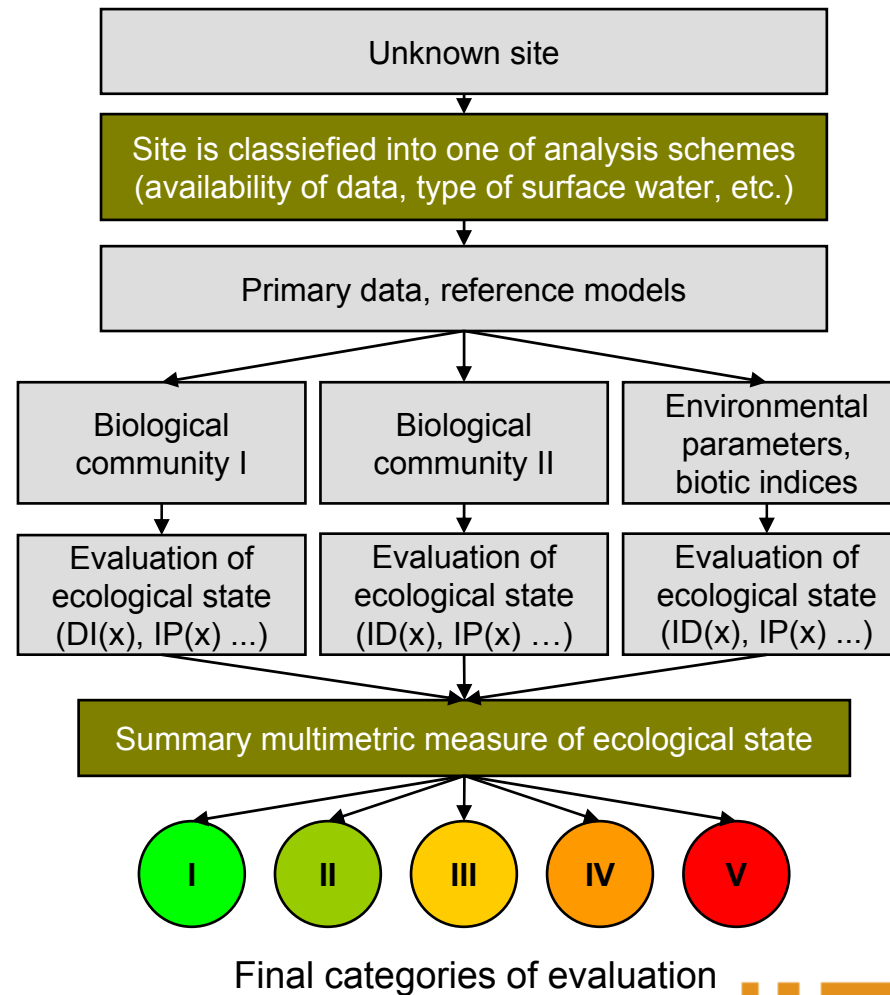 Unknown site
Site is classiefied into one of analysis schemes
(availability of data, type of surface water, etc.)
Primary data, reference models
Biological
community I
Biological
community II
Environmental
parameters,
biotic indices
Evaluation of
ecological state
(DI(x), IP(x) ...)
Evaluation of
ecological state
(ID(x), IP(x) …)
Evaluation of
ecological state
(ID(x), IP(x) ...)
Summary multimetric measure of ecological state
I
II
III
IV
V
Final categories of evaluation